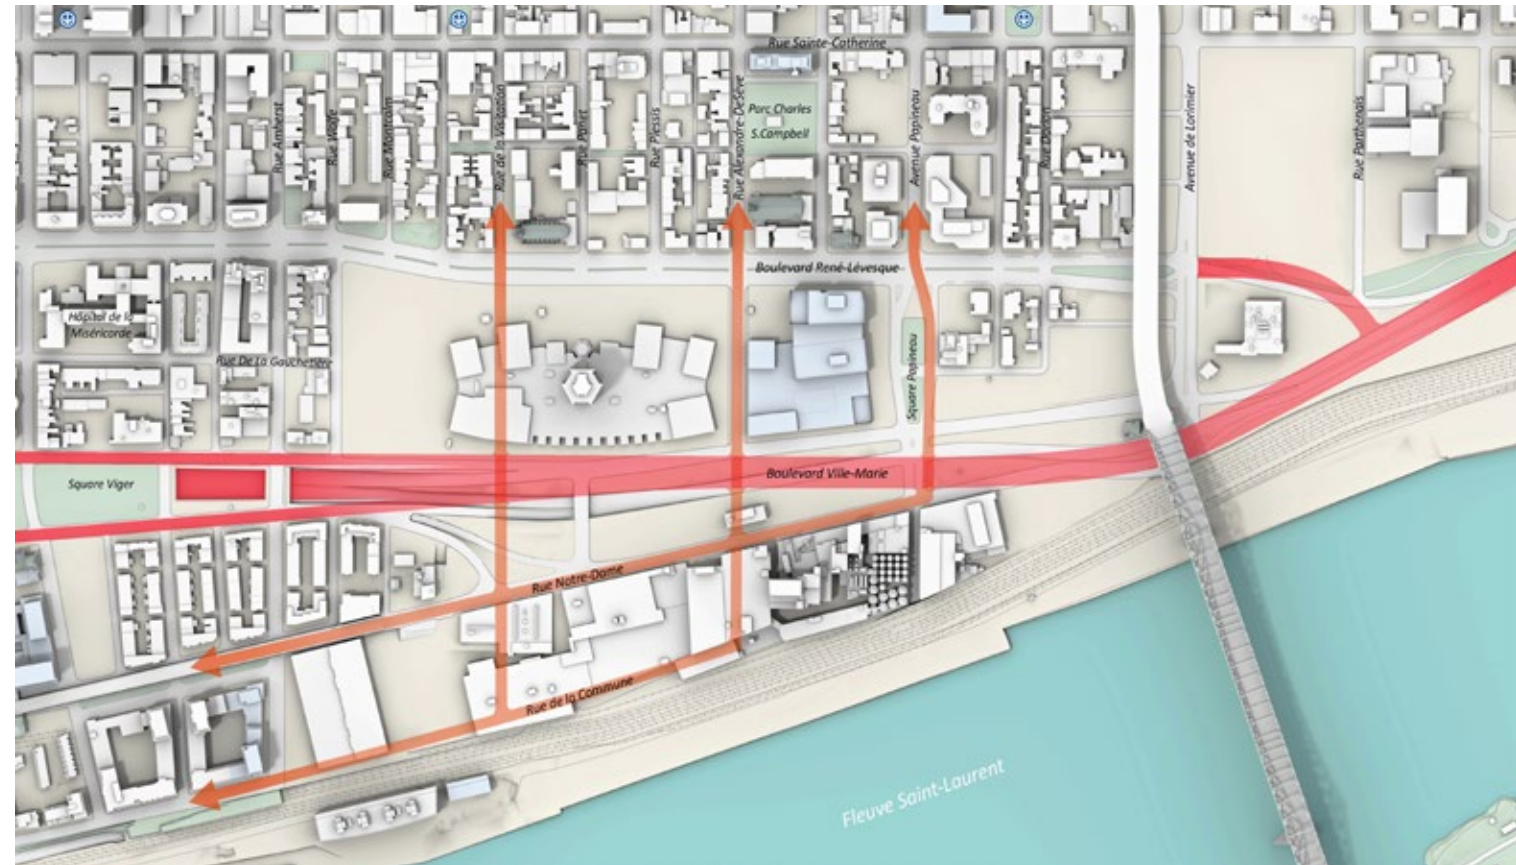 Rue Sainte-Catherine
Rue Amherst
Rue Wolfe
Rue Montcalm
Rue de la Visitation
Rue Panet
Rue Plessis
Rue Alexandre-DeSève
Parc Charles
S.Campbell
Avenue Papineau
Rue Dorion
Avenue de Lorimier
Rue Parthenais
Boulevard René-Lévesque
Hôpital de la
Miséricorde
Rue De La Gauchetière
Square Papineau
Square Viger
Boulevard Ville-Marie
Rue Notre-Dame
Rue de la Commune
Fleuve Saint-Laurent